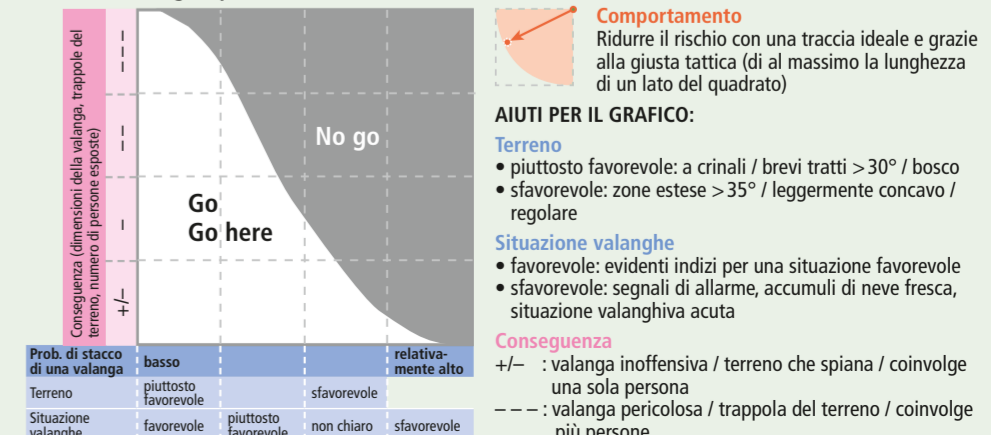 Conseguenza (dimensioni della valanga, trappole del
terreno, numero di persone esposte)
– – –
– –
–
+/–
No go
Go
Go here
Prob. di stacco
di una valanga
basso
relativa-
mente alto
Terreno
piuttosto
favorevole
sfavorevole
Situazione
valanghe
favorevole
piuttosto
favorevole
non chiaro
sfavorevole
Comportamento
Ridurre il rischio con una traccia ideale e grazie
alla giusta tattica (di al massimo la lunghezza
di un lato del quadrato)
AIUTI PER IL GRAFICO:
Terreno
• piuttosto favorevole: a crinali / brevi tratti >30° / bosco
• sfavorevole: zone estese >35° / leggermente concavo /
regolare
Situazione valanghe
• favorevole: evidenti indizi per una situazione favorevole
• sfavorevole: segnali di allarme, accumuli di neve fresca,
situazione valanghiva acuta
Conseguenza
+/– : valanga inoffensiva / terreno che spiana / coinvolge
una sola persona
– – – : valanga pericolosa / trappola del terreno / coinvolge
più persone